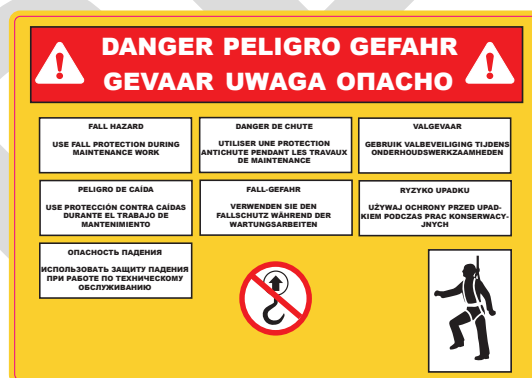 DANGER PELIGRO GEFAHR
GEVAAR UWAGA ОПАСНО
FALL HAZARD
USE FALL PROTECTION DURING
MAINTENANCE WORK
DANGER DE CHUTE
UTILISER UNE PROTECTION
ANTICHUTE PENDANT LES TRAVAUX
DE MAINTENANCE
VALGEVAAR
GEBRUIK VALBEVEILIGING TIJDENS
ONDERHOUDSWERKZAAMHEDEN
PELIGRO DE CAÍDA
USE PROTECCIÓN CONTRA CAÍDAS
DURANTE EL TRABAJO DE
MANTENIMIENTO
FALL-GEFAHR
VERWENDEN SIE DEN
FALLSCHUTZ WÄHREND DER
WARTUNGSARBEITEN
RYZYKO UPADKU
UŻYWAJ OCHRONY PRZED UPAD-
KIEM PODCZAS PRAC KONSERWACY-
JNYCH
ОПАСНОСТЬ ПАДЕНИЯ
ИСПОЛЬЗОВАТЬ ЗАЩИТУ ПАДЕНИЯ
ПРИ РАБОТЕ ПО ТЕХНИЧЕСКОМУ
ОБСЛУЖИВАНИЮ